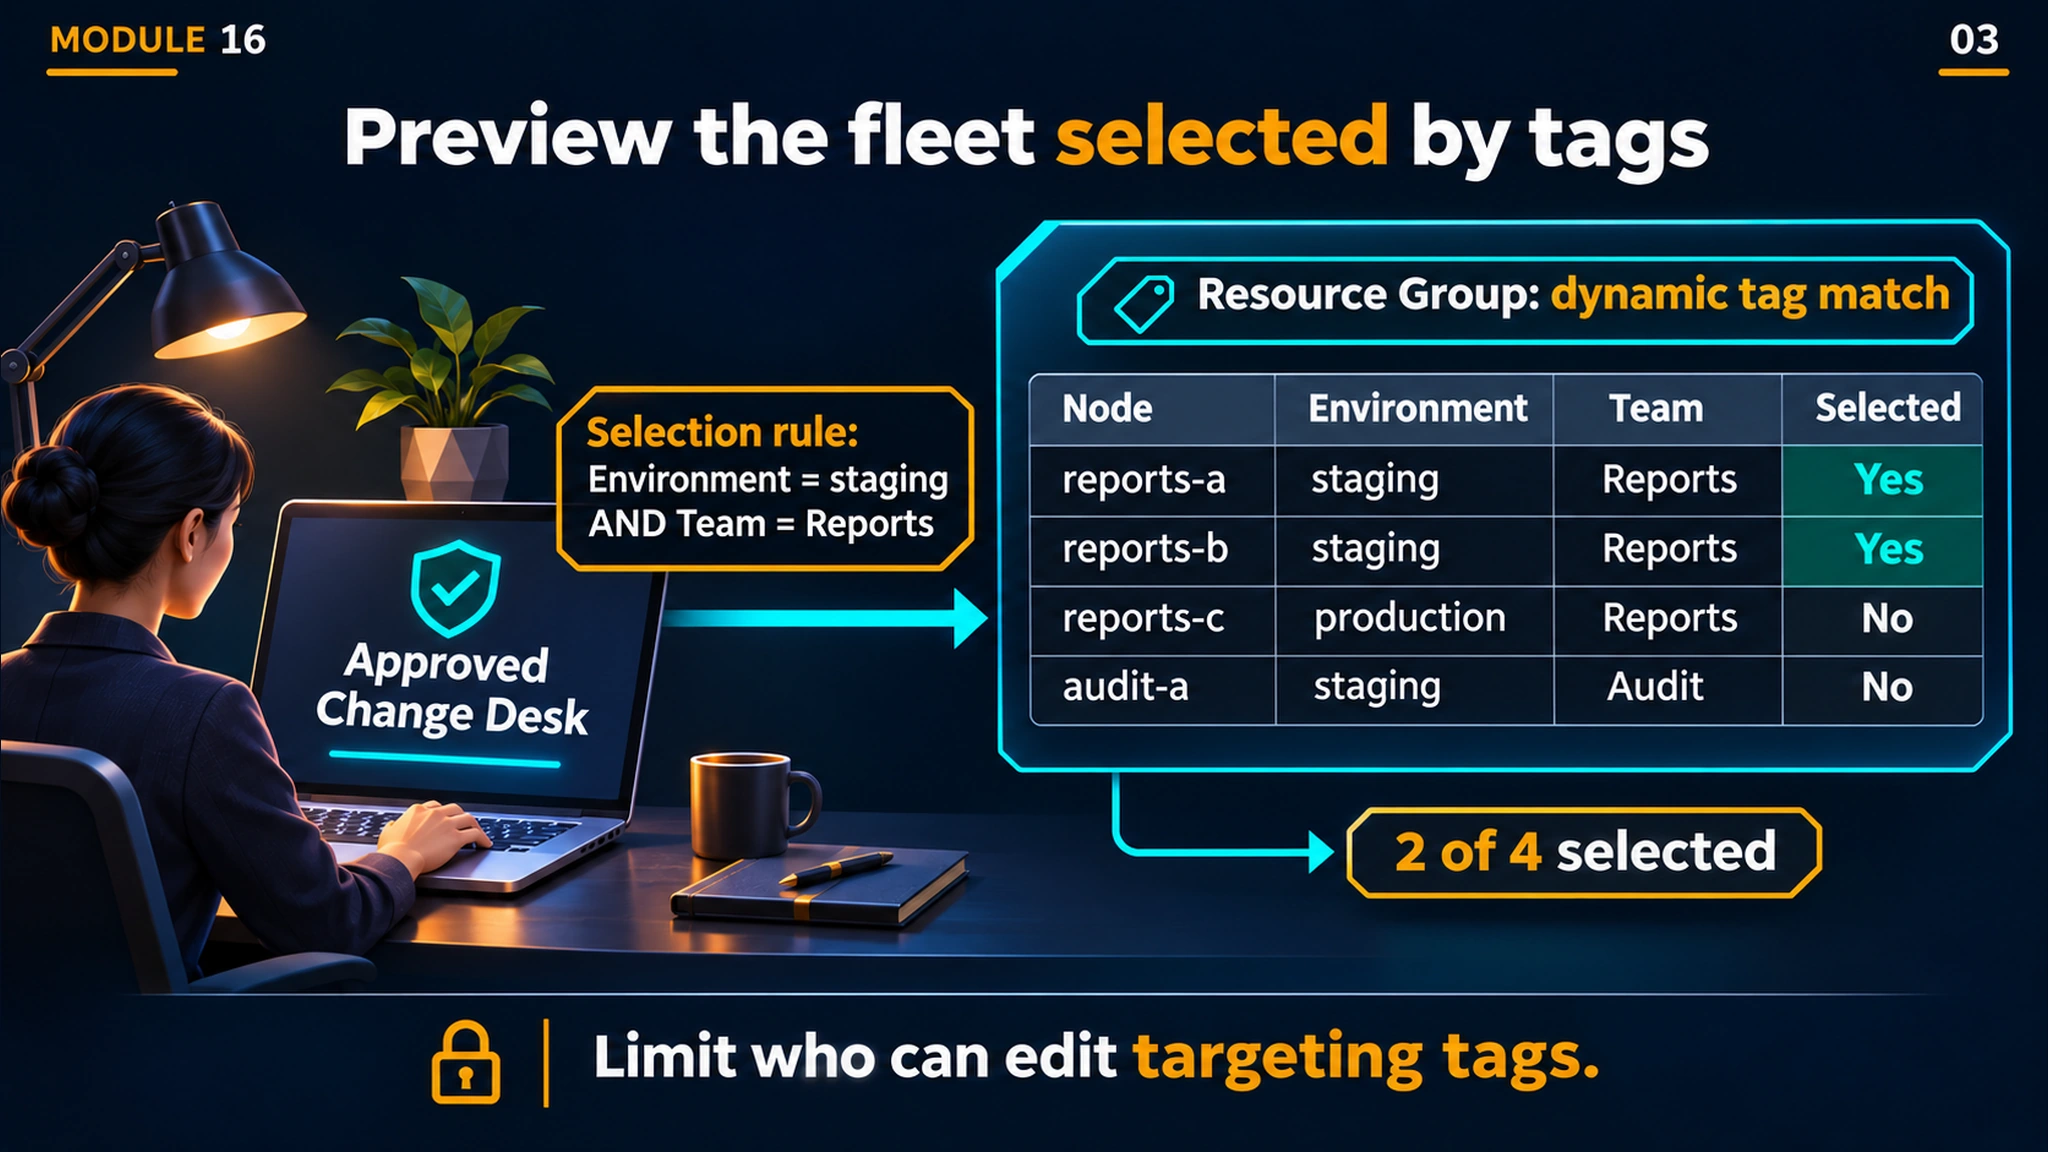 MODULE 16
03
Preview the fleet selected by tags
Selection rule:
Environment = staging
AND Team = Reports
Approved
Change Desk
Resource Group: dynamic tag match
Node Environment Team Selected
reports-a staging Reports Yes
reports-b staging Reports Yes
reports-c production Reports No
audit-a staging Audit No
2 of 4 selected
Limit who can edit targeting tags.